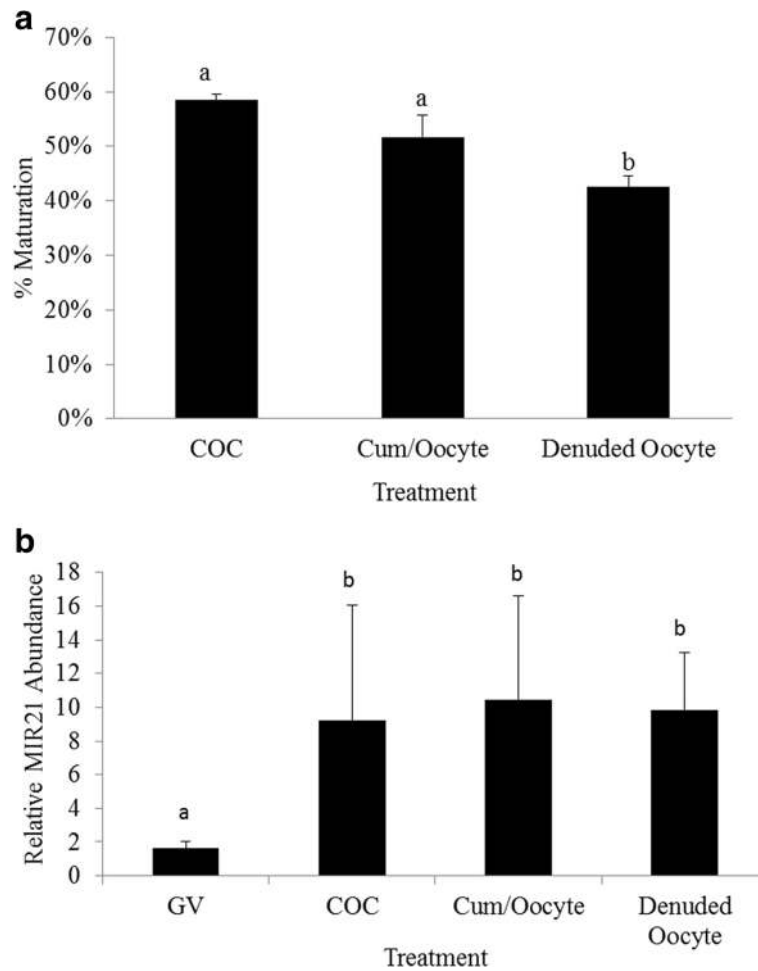 a
70%
60%
50%
40%
30%
20%
10%
0%
% Maturation
a
a
b
COC
Cum/Oocyte
Denuded Oocyte
Treatment
b
18
16
14
12
10
8
6
4
2
0
Relative MIR21 Abundance
a
b
b
b
GV
COC
Cum/Oocyte
Denuded
Oocyte
Treatment